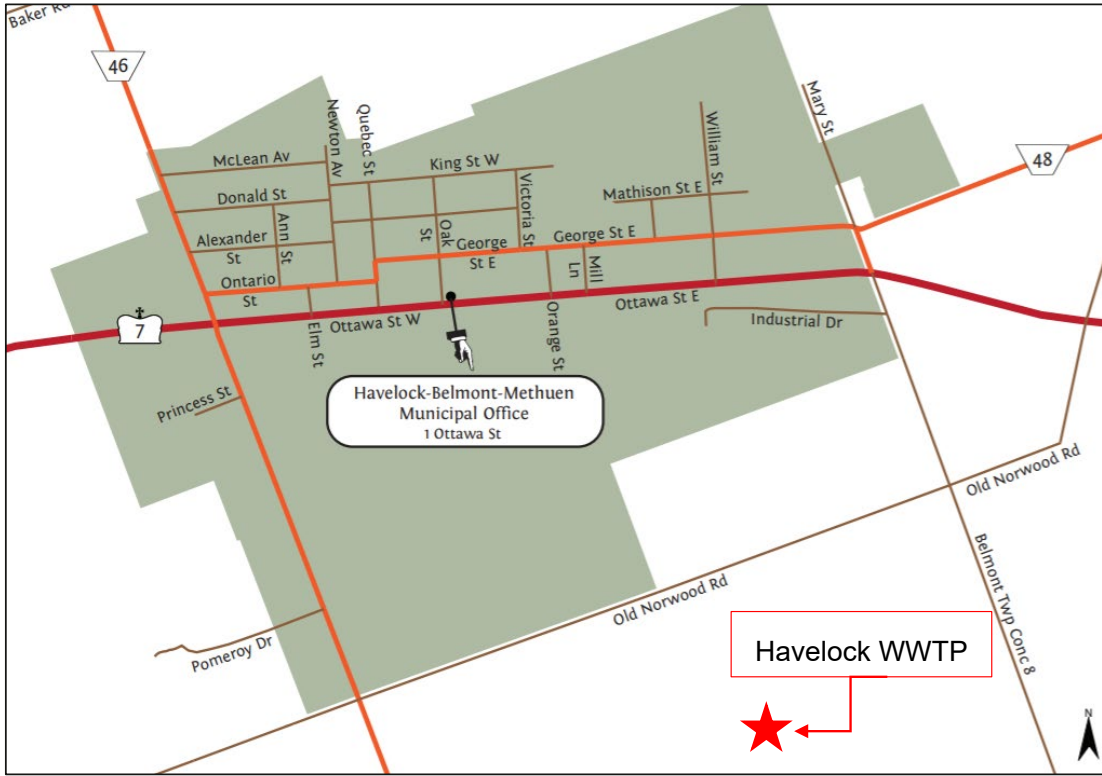 Baker Rd
46
McLean Av
Newton Av
Quebec St
King St W
William St
Mary St
48
Donald St
Ann St
Victoria St
Mathison St E
Alexander
St
Oak
St
George
St E
George St E
Ontario
St
Mill
Ln
7
Elm St
Ottawa St W
Orange St
Ottawa St E
Industrial Dr
Princess St
Havelock-Belmont-Methuen
Municipal Office
1 Ottawa St
Old Norwood Rd
Old Norwood Rd
Belmont Twp Conc 8
Pomeroy Dr
Havelock WWTP
N